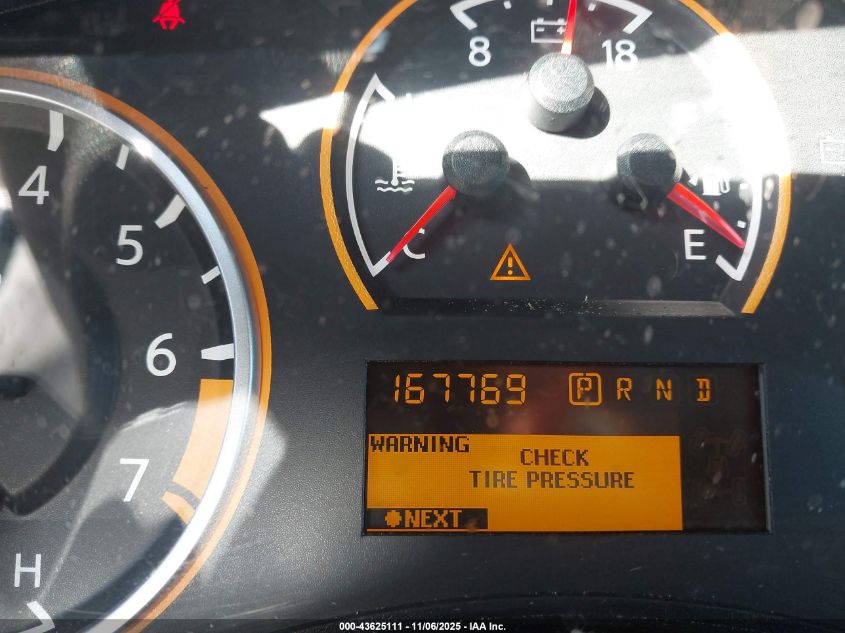 8 18
4
5
C E
6
167769 P R N D
WARNING
CHECK
TIRE PRESSURE
7
NEXT
H
000-43625111 - 11/06/2025 - IAA Inc.